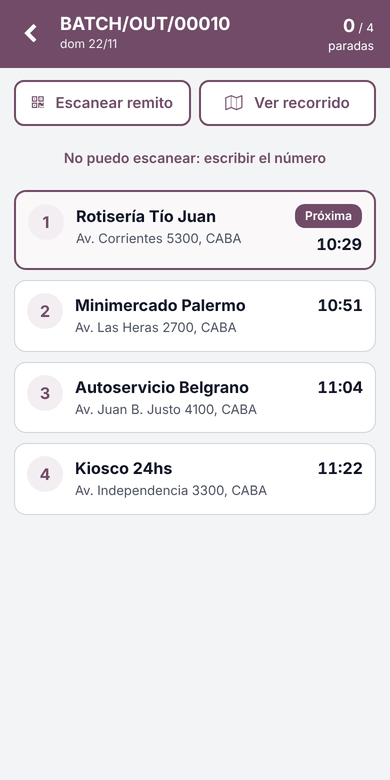 BATCH/OUT/00010
dom 22/11
0 / 4
paradas
Escanear remito
Ver recorrido
No puedo escanear: escribir el número
1
Rotisería Tío Juan
Av. Corrientes 5300, CABA
Próxima
10:29
2
Minimercado Palermo
Av. Las Heras 2700, CABA
10:51
3
Autoservicio Belgrano
Av. Juan B. Justo 4100, CABA
11:04
4
Kiosco 24hs
Av. Independencia 3300, CABA
11:22